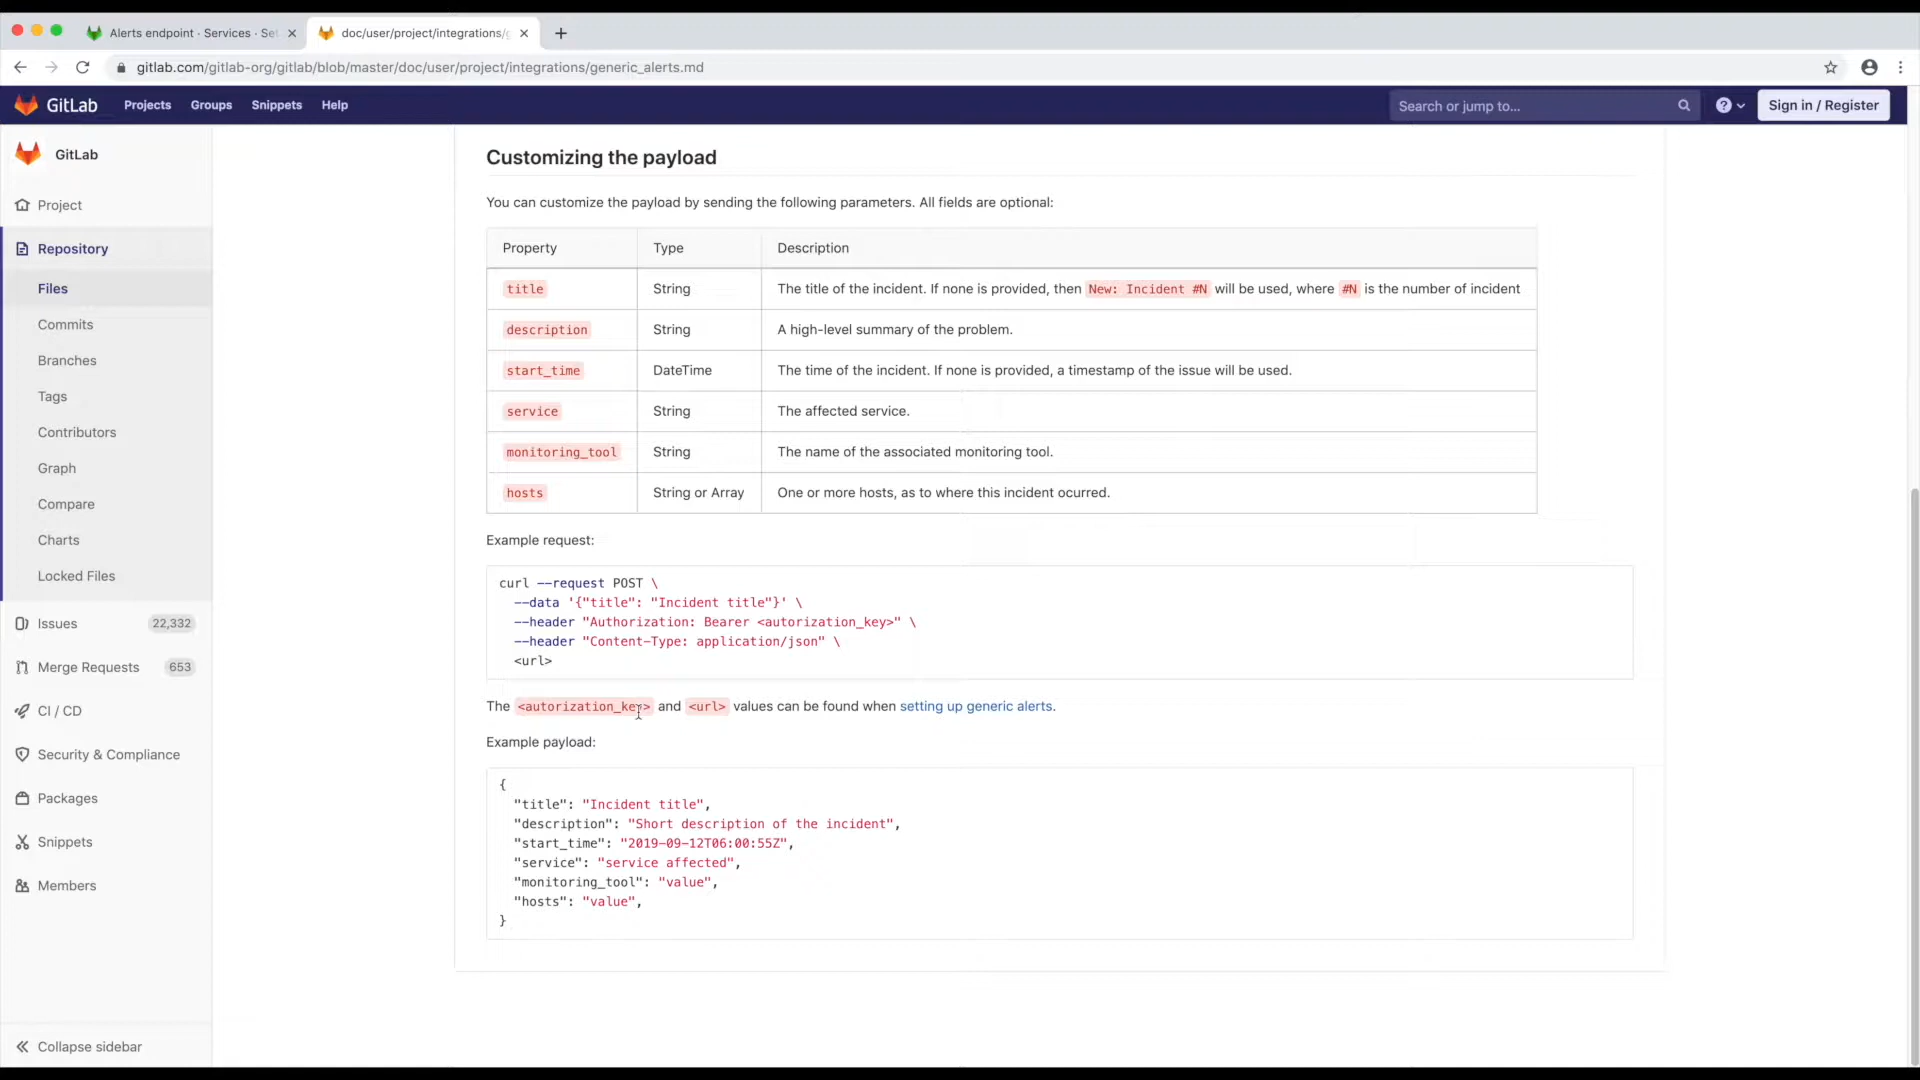 Alerts endpoint · Services · Se
doc/user/project/integrations/g
gitlab.com/gitlab-org/gitlab/blob/master/doc/user/project/integrations/generic_alerts.md
GitLab Projects Groups Snippets Help Search or jump to... Sign in / Register
GitLab
Project
Repository
Files
Commits
Branches
Tags
Contributors
Graph
Compare
Charts
Locked Files
Issues 22,332
Merge Requests 653
CI / CD
Security & Compliance
Packages
Snippets
Members
Collapse sidebar
Customizing the payload
You can customize the payload by sending the following parameters. All fields are optional:
Property Type Description
title String The title of the incident. If none is provided, then New: Incident #N will be used, where #N is the number of incident
description String A high-level summary of the problem.
start_time DateTime The time of the incident. If none is provided, a timestamp of the issue will be used.
service String The affected service.
monitoring_tool String The name of the associated monitoring tool.
hosts String or Array One or more hosts, as to where this incident ocurred.
Example request:
curl --request POST \
--data '{"title": "Incident title"}' \
--header "Authorization: Bearer <autorization_key>" \
--header "Content-Type: application/json" \
<url>
The <autorization_key> and <url> values can be found when setting up generic alerts.
Example payload:
{
"title": "Incident title",
"description": "Short description of the incident",
"start_time": "2019-09-12T06:00:55Z",
"service": "service affected",
"monitoring_tool": "value",
"hosts": "value",
}